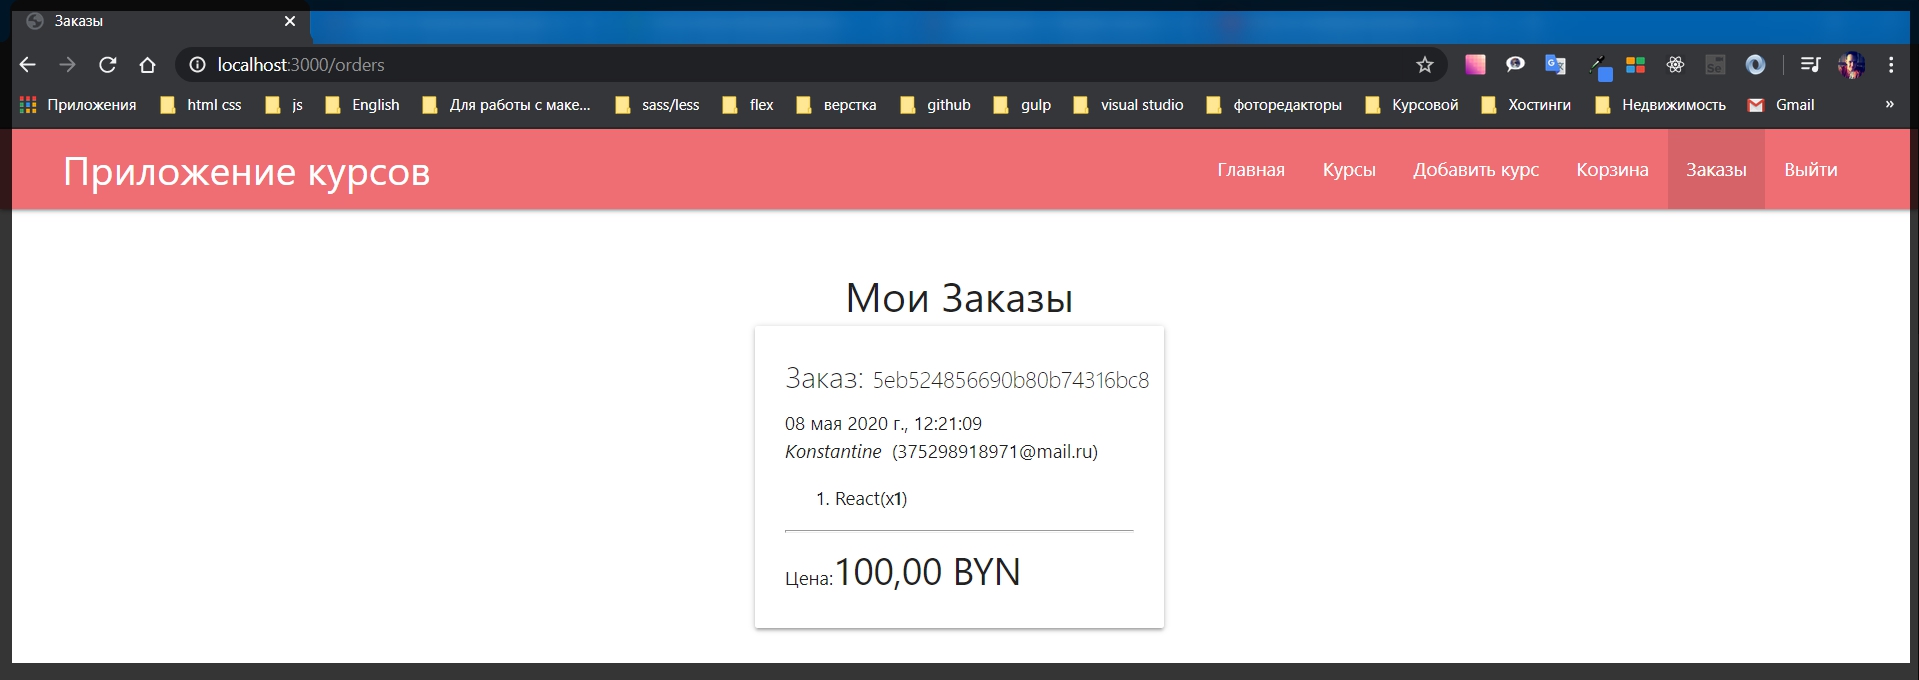 Заказы
localhost:3000/orders
Приложения html css js English Для работы с маке... sass/less flex верстка github gulp visual studio фоторедакторы Курсовой Хостинги Недвижимость Gmail »
Приложение курсов Главная Курсы Добавить курс Корзина Заказы Выйти
Мои Заказы
Заказ: 5eb524856690b80b74316bc8
08 мая 2020 г., 12:21:09
Konstantine (375298918971@mail.ru)
1. React(x1)
Цена:100,00 BYN